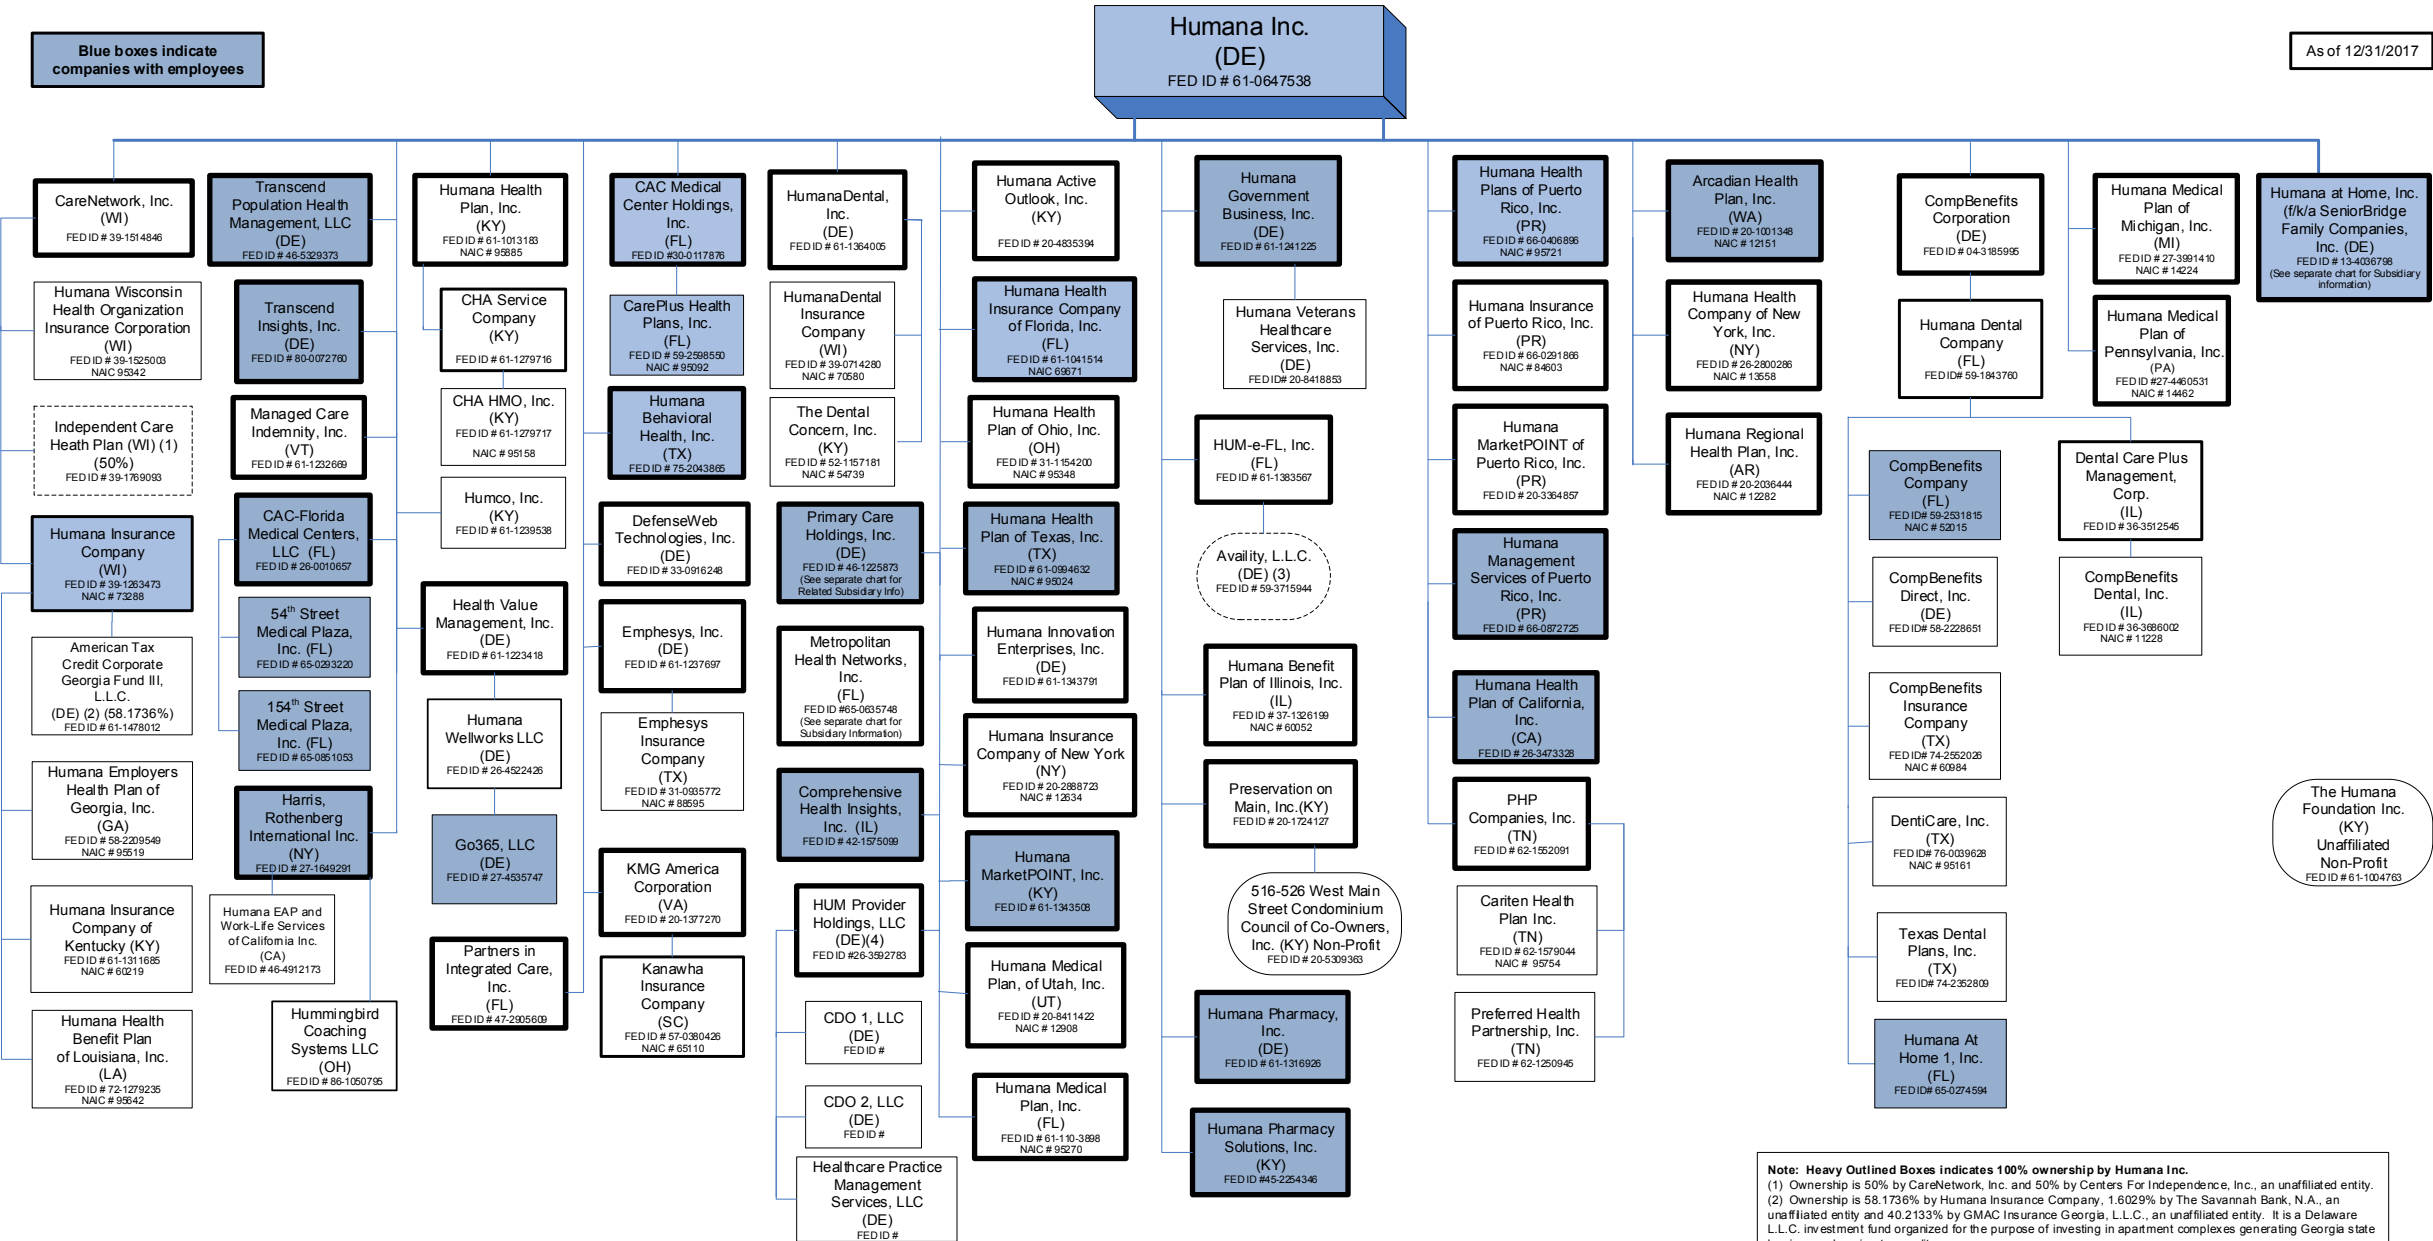 Blue boxes indicate
companies with employees
Humana Inc.
(DE)
FED ID # 61-0647538
As of 12/31/2017
CareNetwork, Inc.
(WI)
FED ID # 39-1514846
Humana Wisconsin
Health Organization
Insurance Corporation
(WI)
FED ID # 39-1525003
NAIC 95342
Independent Care
Heath Plan (WI) (1)
(50%)
FED ID # 39-1769093
Humana Insurance
Company
(WI)
FED ID # 39-1263473
NAIC # 73288
American Tax
Credit Corporate
Georgia Fund III,
L.L.C.
(DE) (2) (58.1736%)
FED ID # 61-1478012
Humana Employers
Health Plan of
Georgia, Inc.
(GA)
FED ID # 58-2209549
NAIC # 95519
Humana Insurance
Company of
Kentucky (KY)
FED ID # 61-1311685
NAIC # 60219
Humana Health
Benefit Plan
of Louisiana, Inc.
(LA)
FED ID # 72-1279235
NAIC # 95642
Transcend
Population Health
Management, LLC
(DE)
FED ID # 46-5329373
Transcend
Insights, Inc.
(DE)
FED ID # 80-0072760
Managed Care
Indemnity, Inc.
(VT)
FED ID # 61-1232669
CAC-Florida
Medical Centers,
LLC (FL)
FED ID # 26-0010657
54th Street
Medical Plaza,
Inc. (FL)
FED ID # 65-0293220
154th Street
Medical Plaza,
Inc. (FL)
FED ID # 65-0851053
Harris,
Rothenberg
International Inc.
(NY)
FED ID # 27-1649291
Humana EAP and
Work-Life Services
of California Inc.
(CA)
FED ID # 46-4912173
Hummingbird
Coaching
Systems LLC
(OH)
FED ID # 86-1050795
Humana Health
Plan, Inc.
(KY)
FED ID # 61-1013183
NAIC # 95885
CHA Service
Company
(KY)
FED ID # 61-1279716
CHA HMO, Inc.
(KY)
FED ID # 61-1279717
NAIC # 95158
Humco, Inc.
(KY)
FED ID # 61-1239538
Health Value
Management, Inc.
(DE)
FED ID # 61-1223418
Humana
Wellworks LLC
(DE)
FED ID # 26-4522426
Go365, LLC
(DE)
FED ID # 27-4535747
Partners in
Integrated Care,
Inc.
(FL)
FED ID # 47-2905609
CAC Medical
Center Holdings,
Inc.
(FL)
FED ID #30-0117876
CarePlus Health
Plans, Inc.
(FL)
FED ID # 59-2598550
NAIC # 95092
Humana
Behavioral
Health, Inc.
(TX)
FED ID # 75-2043865
DefenseWeb
Technologies, Inc.
(DE)
FED ID # 33-0916248
Emphesys, Inc.
(DE)
FED ID # 61-1237697
Emphesys
Insurance
Company
(TX)
FED ID # 31-0935772
NAIC # 88595
KMG America
Corporation
(VA)
FED ID # 20-1377270
Kanawha
Insurance
Company
(SC)
FED ID # 57-0380426
NAIC # 65110
HumanaDental,
Inc.
(DE)
FED ID # 61-1364005
HumanaDental
Insurance
Company
(WI)
FED ID # 39-0714280
NAIC # 70580
The Dental
Concern, Inc.
(KY)
FED ID # 52-1157181
NAIC # 54739
Primary Care
Holdings, Inc.
(DE)
FED ID # 46-1225873
(See separate chart for
Related Subsidiary Info)
Metropolitan
Health Networks,
Inc.
(FL)
FED ID #65-0635748
(See separate chart for
Subsidiary Information)
Comprehensive
Health Insights,
Inc. (IL)
FED ID # 42-1575099
HUM Provider
Holdings, LLC
(DE)(4)
FED ID #26-3592783
CDO 1, LLC
(DE)
FED ID #
CDO 2, LLC
(DE)
FED ID #
Healthcare Practice
Management
Services, LLC
(DE)
FED ID #
Humana Active
Outlook, Inc.
(KY)
FED ID # 20-4835394
Humana Health
Insurance Company
of Florida, Inc.
(FL)
FED ID # 61-1041514
NAIC 69671
Humana Health
Plan of Ohio, Inc.
(OH)
FED ID # 31-1154200
NAIC # 95348
Humana Health
Plan of Texas, Inc.
(TX)
FED ID # 61-0994632
NAIC # 95024
Humana Innovation
Enterprises, Inc.
(DE)
FED ID # 61-1343791
Humana Insurance
Company of New York
(NY)
FED ID # 20-2888723
NAIC # 12634
Humana
MarketPOINT, Inc.
(KY)
FED ID # 61-1343508
Humana Medical
Plan, of Utah, Inc.
(UT)
FED ID # 20-8411422
NAIC # 12908
Humana Medical
Plan, Inc.
(FL)
FED ID # 61-110-3898
NAIC # 95270
Humana
Government
Business, Inc.
(DE)
FED ID # 61-1241225
Humana Veterans
Healthcare
Services, Inc.
(DE)
FED ID# 20-8418853
HUM-e-FL, Inc.
(FL)
FED ID # 61-1383567
Availity, L.L.C.
(DE) (3)
FED ID # 59-3715944
Humana Benefit
Plan of Illinois, Inc.
(IL)
FED ID # 37-1326199
NAIC # 60052
Preservation on
Main, Inc.(KY)
FED ID # 20-1724127
516-526 West Main
Street Condominium
Council of Co-Owners,
Inc. (KY) Non-Profit
FED ID # 20-5309363
Humana Pharmacy,
Inc.
(DE)
FED ID # 61-1316926
Humana Pharmacy
Solutions, Inc.
(KY)
FED ID #45-2254346
Humana Health
Plans of Puerto
Rico, Inc.
(PR)
FED ID # 66-0406896
NAIC # 95721
Humana Insurance
of Puerto Rico, Inc.
(PR)
FED ID # 66-0291866
NAIC # 84603
Humana
MarketPOINT of
Puerto Rico, Inc.
(PR)
FED ID # 20-3364857
Humana
Management
Services of Puerto
Rico, Inc.
(PR)
FED ID # 66-0872725
Humana Health
Plan of California,
Inc.
(CA)
FED ID # 26-3473328
PHP
Companies, Inc.
(TN)
FED ID # 62-1552091
Cariten Health
Plan Inc.
(TN)
FED ID # 62-1579044
NAIC # 95754
Preferred Health
Partnership, Inc.
(TN)
FED ID # 62-1250945
Arcadian Health
Plan, Inc.
(WA)
FED ID # 20-1001348
NAIC # 12151
Humana Health
Company of New
York, Inc.
(NY)
FED ID # 26-2800286
NAIC # 13558
Humana Regional
Health Plan, Inc.
(AR)
FED ID # 20-2036444
NAIC # 12282
CompBenefits
Corporation
(DE)
FED ID # 04-3185995
Humana Dental
Company
(FL)
FED ID# 59-1843760
CompBenefits
Company
(FL)
FED ID# 59-2531815
NAIC # 52015
CompBenefits
Direct, Inc.
(DE)
FED ID# 58-2228651
CompBenefits
Insurance
Company
(TX)
FED ID# 74-2552026
NAIC # 60984
DentiCare, Inc.
(TX)
FED ID# 76-0039628
NAIC # 95161
Texas Dental
Plans, Inc.
(TX)
FED ID# 74-2352809
Humana At
Home 1, Inc.
(FL)
FED ID# 65-0274594
Dental Care Plus
Management,
Corp.
(IL)
FED ID # 36-3512545
CompBenefits
Dental, Inc.
(IL)
FED ID # 36-3686002
NAIC # 11228
Humana Medical
Plan of
Michigan, Inc.
(MI)
FED ID # 27-3991410
NAIC # 14224
Humana Medical
Plan of
Pennsylvania, Inc.
(PA)
FED ID #27-4460531
NAIC # 14462
Humana at Home, Inc.
(f/k/a SeniorBridge
Family Companies,
Inc. (DE)
FED ID # 13-4036798
(See separate chart for Subsidiary
information)
The Humana
Foundation Inc.
(KY)
Unaffiliated
Non-Profit
FED ID # 61-1004763
Note: Heavy Outlined Boxes indicates 100% ownership by Humana Inc.
(1) Ownership is 50% by CareNetwork, Inc. and 50% by Centers For Independence, Inc., an unaffiliated entity.
(2) Ownership is 58.1736% by Humana Insurance Company, 1.6029% by The Savannah Bank, N.A., an
unaffiliated entity and 40.2133% by GMAC Insurance Georgia, L.L.C., an unaffiliated entity. It is a Delaware
L.L.C. investment fund organized for the purpose of investing in apartment complexes generating Georgia state